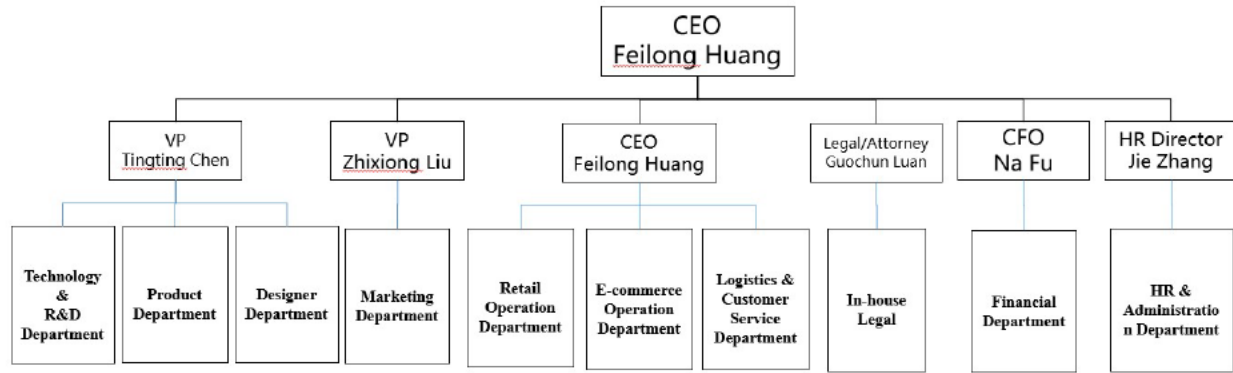 CEO
Feilong Huang
VP
Tingting Chen
VP
Zhixiong Liu
CEO
Feilong Huang
Legal/Attorney
Guochun Luan
CFO
Na Fu
HR Director
Jie Zhang
Technology
&
R&D
Department
Product
Department
Designer
Department
Marketing
Department
Retail
Operation
Department
E-commerce
Operation
Department
Logistics &
Customer
Service
Department
In-house
Legal
Financial
Department
HR &
Administratio
n Department